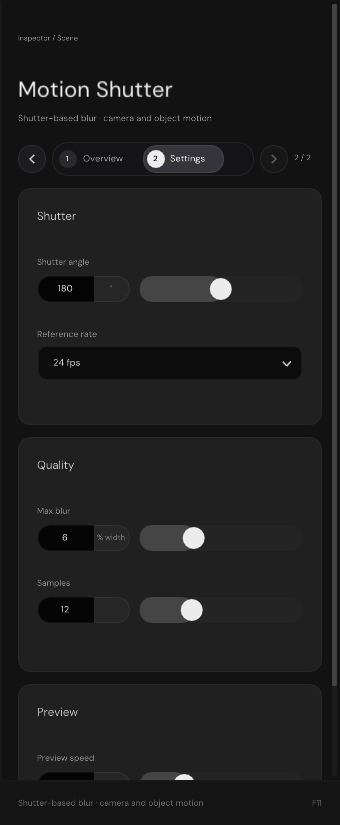 Inspector / Scene
Motion Shutter
Shutter-based blur · camera and object motion
1 Overview 2 Settings 2 / 2
Shutter
Shutter angle
180 °
Reference rate
24 fps
Quality
Max blur
6 % width
Samples
12
Preview
Preview speed
Shutter-based blur · camera and object motion F11